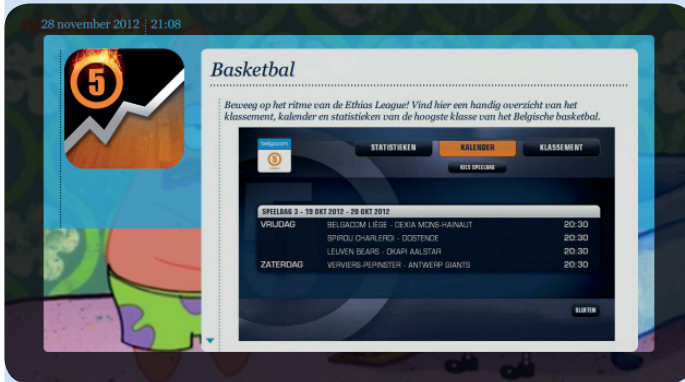 28 november 2012 21:08
5
Basketbal
Beweeg op het ritme van de Ethias League! Vind hier een handig overzicht van het
klassement, kalender en statistieken van de hoogste klasse van het Belgische basketbal.
belgacom
5
STATISTIEKEN KALENDER KLASSEMENT
KIES SPEELDAG
SPEELDAG 3 - 19 OKT 2012 - 20 OKT 2012
VRIJDAG BELGACOM LIÈGE - DEXIA MONS-HAINAUT 20:30
SPIROU CHARLEROI - OOSTENDE 20:30
LEUVEN BEARS - OKAPI AALSTAR 20:30
ZATERDAG VERVIERS-PEPINSTER - ANTWERP GIANTS 20:30
SLUITEN